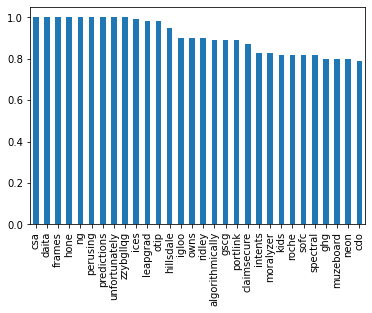 1.0
0.8
0.6
0.4
0.2
0.0
csa
daita
frames
hone
ng
perusing
predictions
unfortunately
zzybgllqg
ices
leapgrad
otip
hillsdale
igloo
owns
ridley
algorithmically
gscg
portlink
claimsecure
intents
moralyzer
kids
roche
sofc
spectral
ghg
muzeboard
neon
cdo